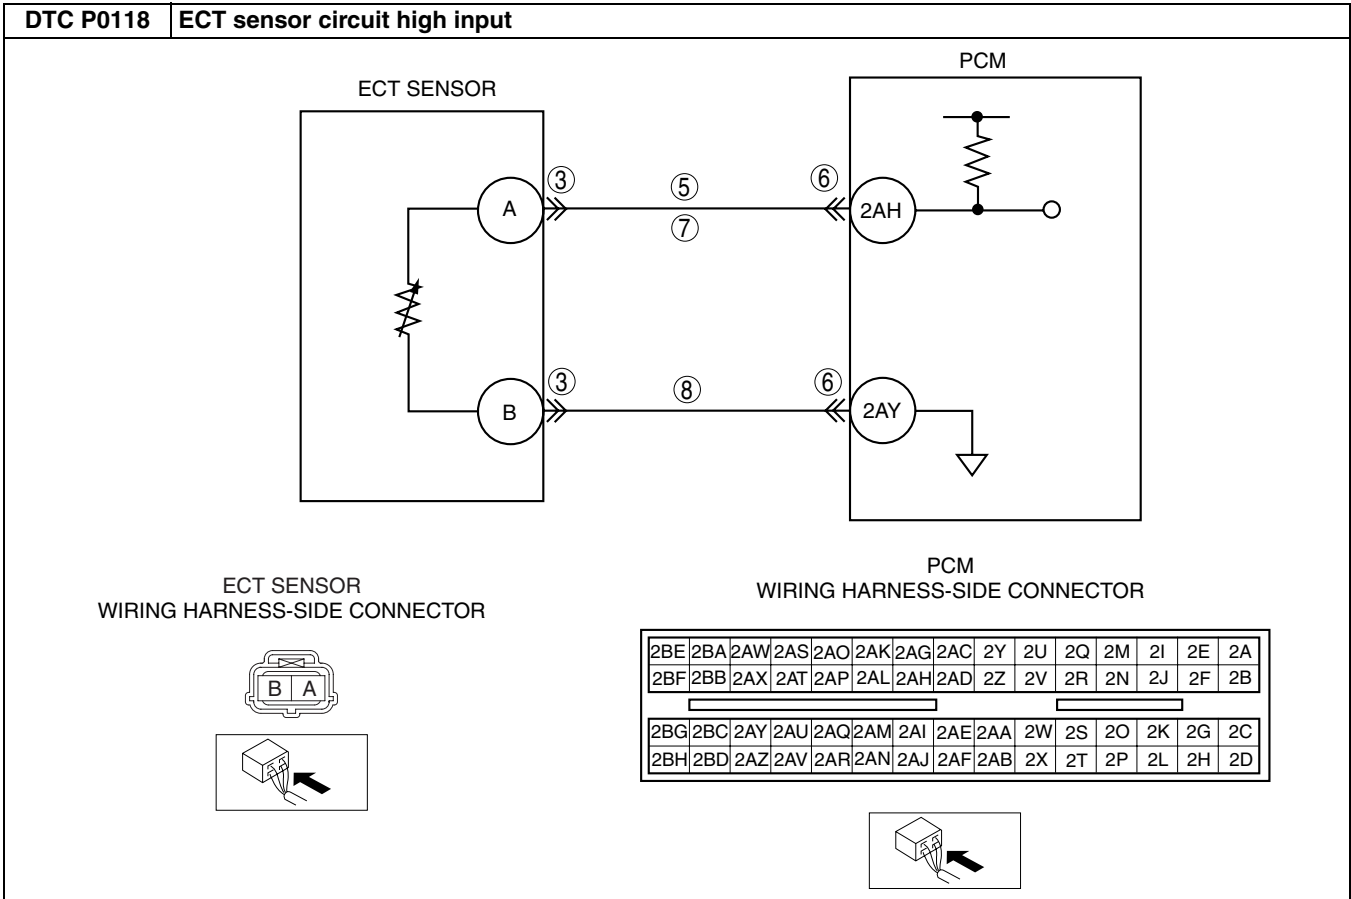 DTC P0118 ECT sensor circuit high input
PCM
ECT SENSOR
③ ⑤ ⑥
A 2AH
⑦
③ ⑧ ⑥
B 2AY
PCM
WIRING HARNESS-SIDE CONNECTOR
ECT SENSOR
WIRING HARNESS-SIDE CONNECTOR
B A
2BE 2BA 2AW 2AS 2AO 2AK 2AG 2AC 2Y 2U 2Q 2M 2I 2E 2A
2BF 2BB 2AX 2AT 2AP 2AL 2AH 2AD 2Z 2V 2R 2N 2J 2F 2B
2BG 2BC 2AY 2AU 2AQ 2AM 2AI 2AE 2AA 2W 2S 2O 2K 2G 2C
2BH 2BD 2AZ 2AV 2AR 2AN 2AJ 2AF 2AB 2X 2T 2P 2L 2H 2D